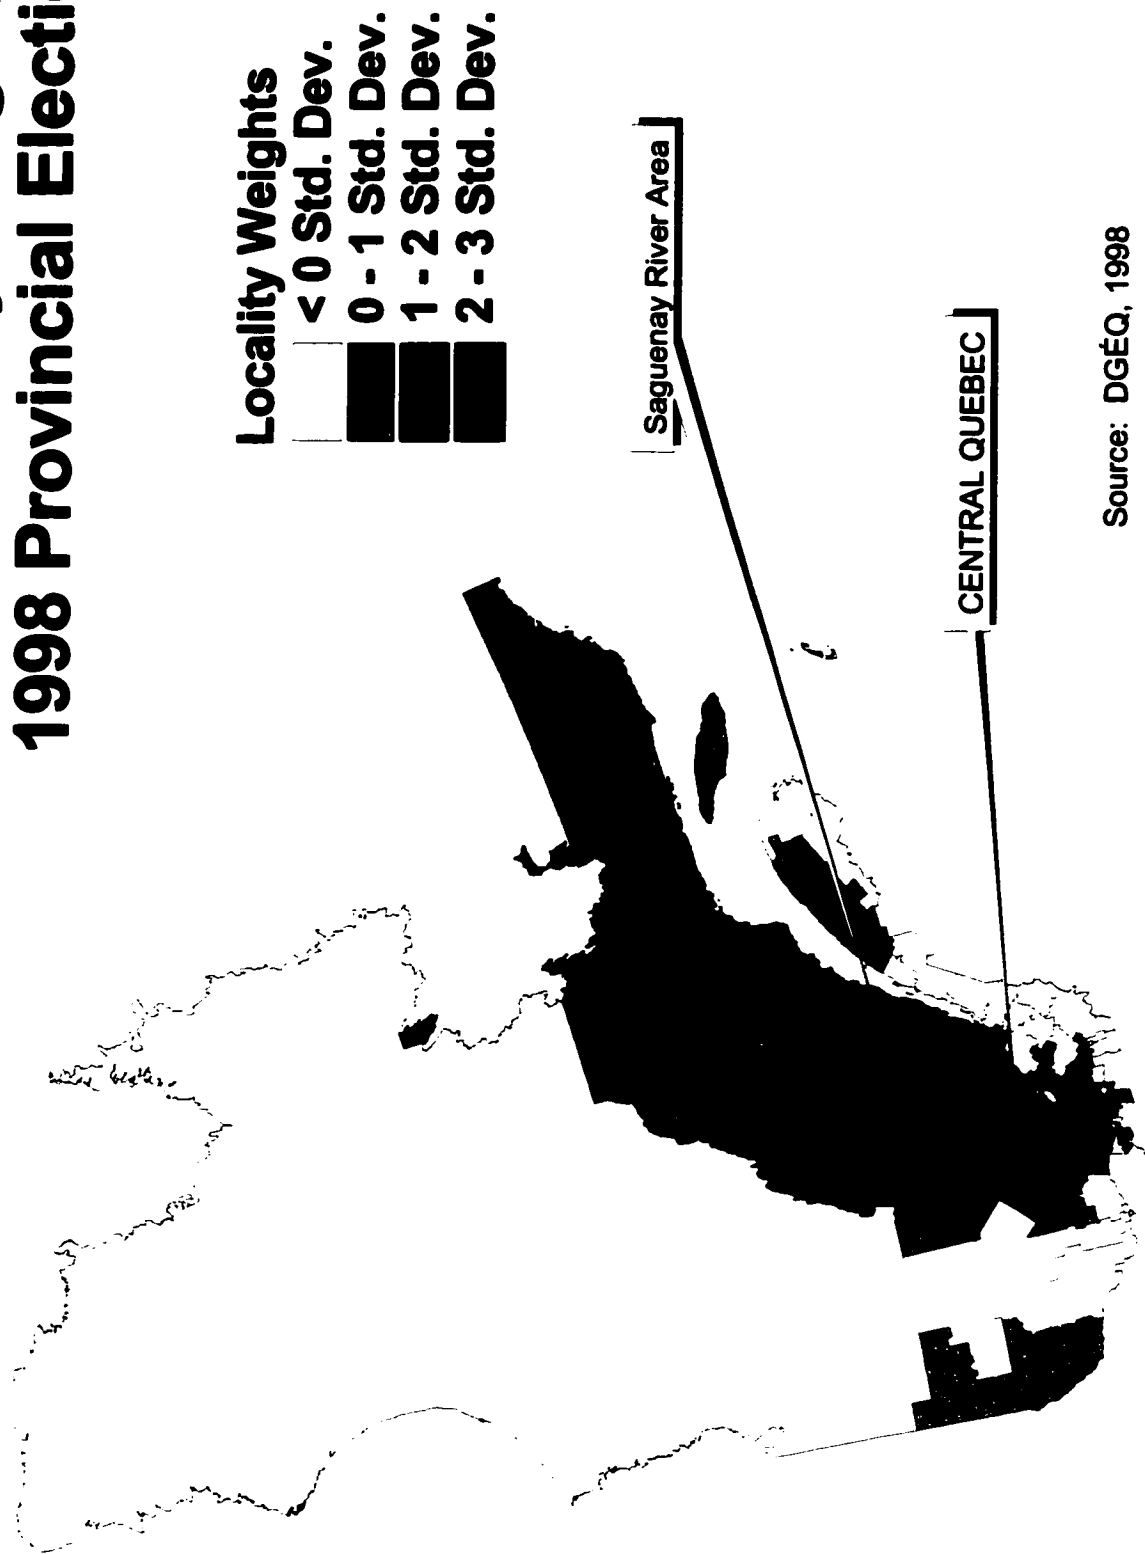 1998 Provincial
Locality Weights
< 0 Std. Dev.
0 - 1 Std. Dev.
1 - 2 Std. Dev.
2 - 3 Std. Dev.
Saguenay River Area
CENTRAL QUEBEC
Source: DGÉQ, 1998